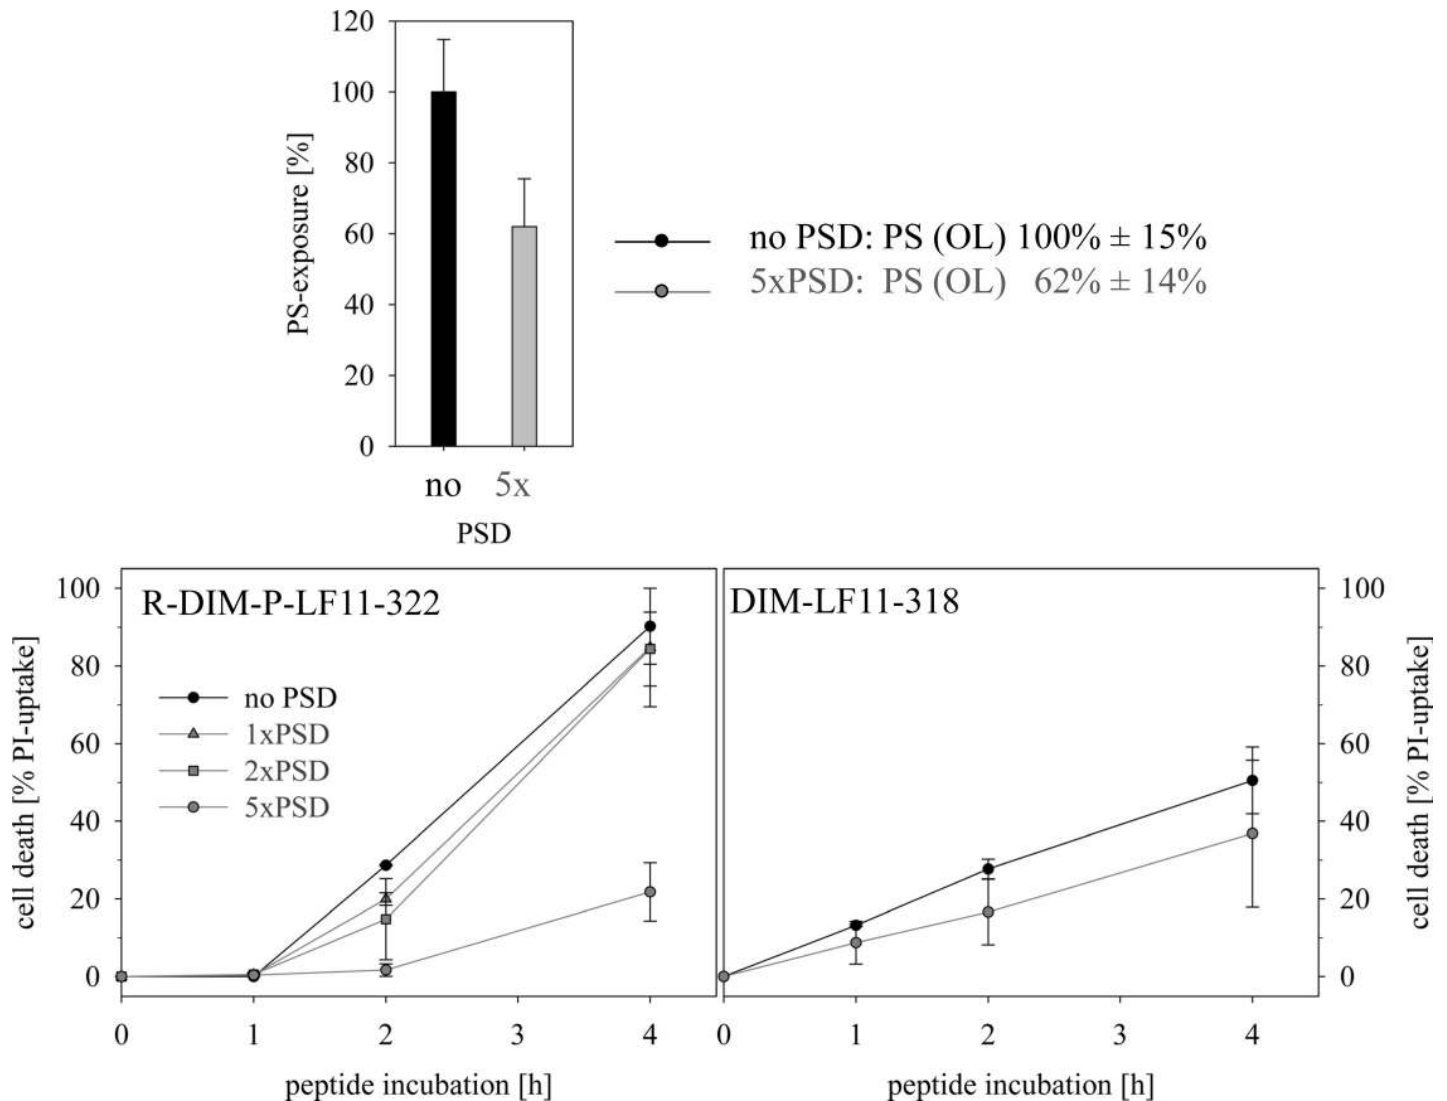 120
100
80
60
40
20
0
PS-exposure [%]
no 5x
PSD
no PSD: PS (OL) 100% ± 15%
5xPSD: PS (OL) 62% ± 14%
R-DIM-P-LF11-322
no PSD
1xPSD
2xPSD
5xPSD
100
80
60
40
20
0
cell death [% PI-uptake]
0 1 2 3 4
peptide incubation [h]
DIM-LF11-318
100
80
60
40
20
0
cell death [% PI-uptake]
0 1 2 3 4
peptide incubation [h]